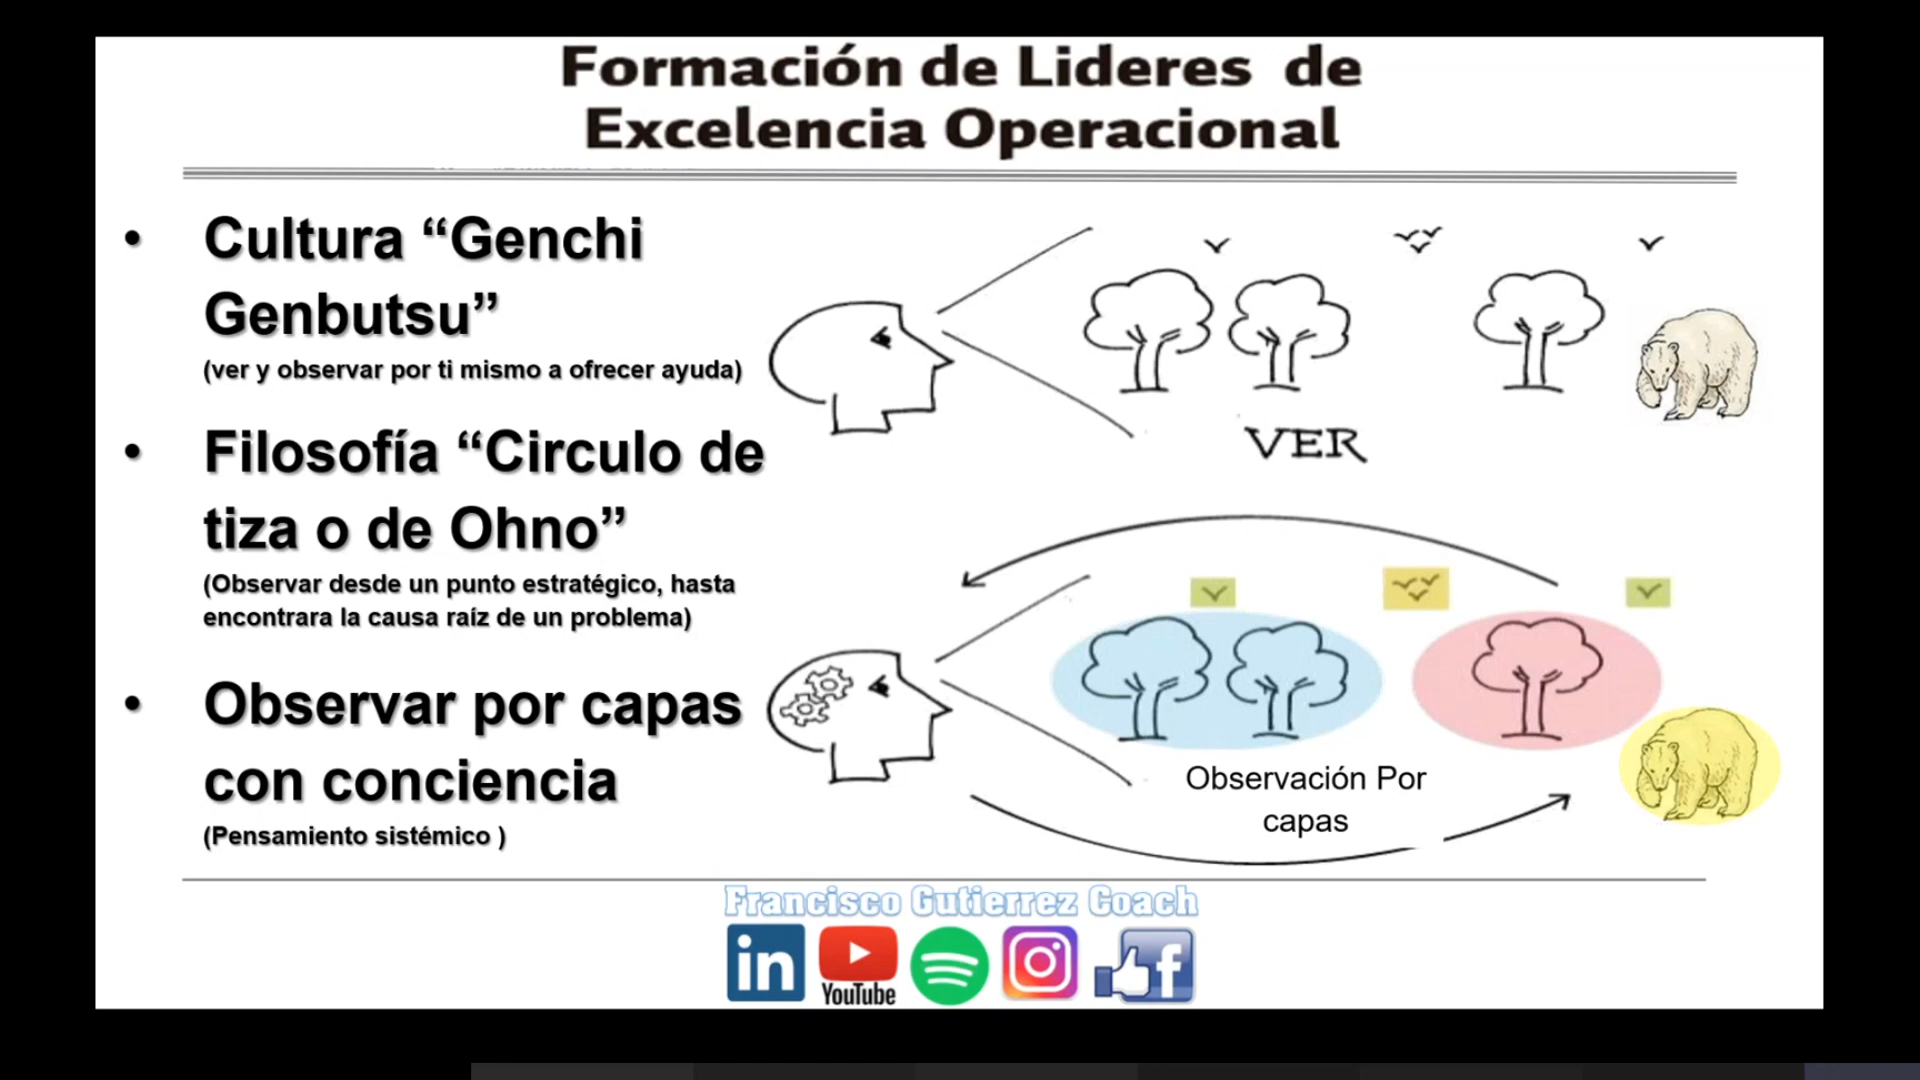 Formación de Lideres de
Excelencia Operacional
• Cultura “Genchi
Genbutsu”
(ver y observar por ti mismo a ofrecer ayuda)
• Filosofía “Circulo de
tiza o de Ohno”
(Observar desde un punto estratégico, hasta
encontrara la causa raíz de un problema)
• Observar por capas
con conciencia
(Pensamiento sistémico )
VER
Observación Por
capas
Francisco Gutierrez Coach
in
YouTube
f